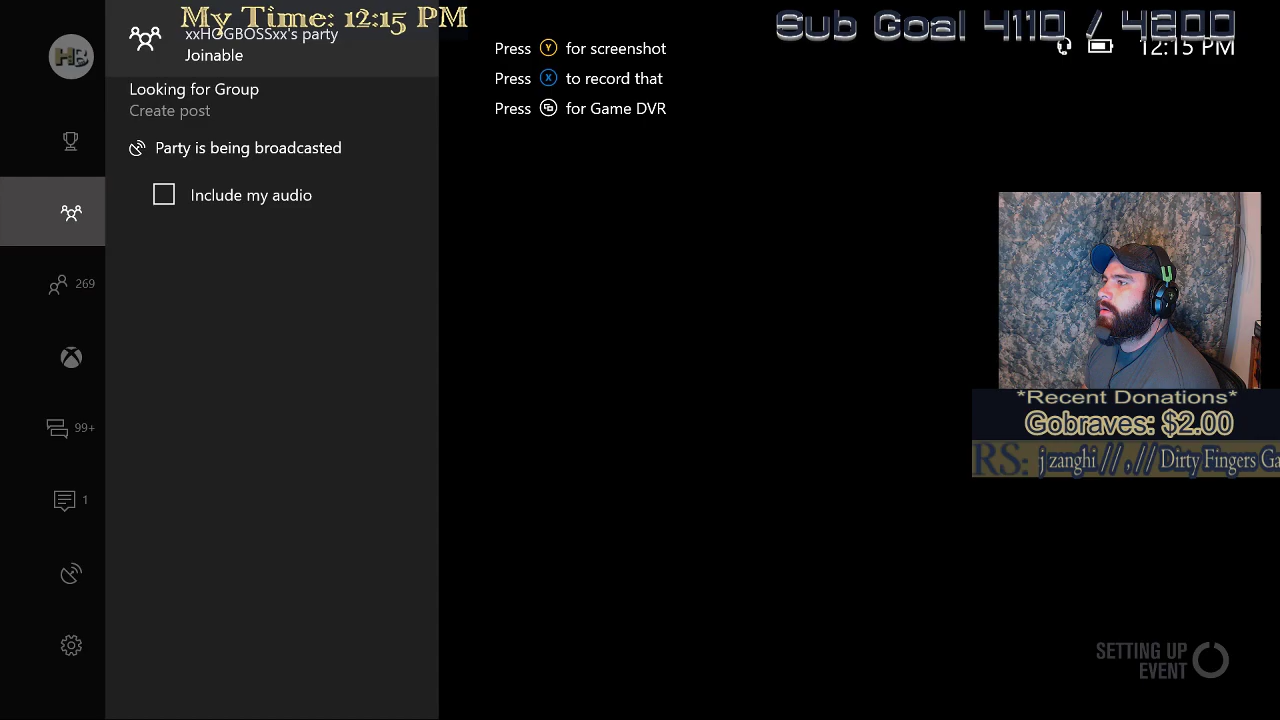 My Time: 12:15 PM
xxHOGBOSSxx's party
Joinable
Looking for Group
Create post
Party is being broadcasted
Include my audio
HB
269
99+
1
Press Y for screenshot
Press X to record that
Press for Game DVR
Sub Goal 4110 / 4200
12:15 PM
*Recent Donations*
Gobraves: $2.00
RS: j zanghi // , // Dirty Fingers Ga
SETTING UP
EVENT